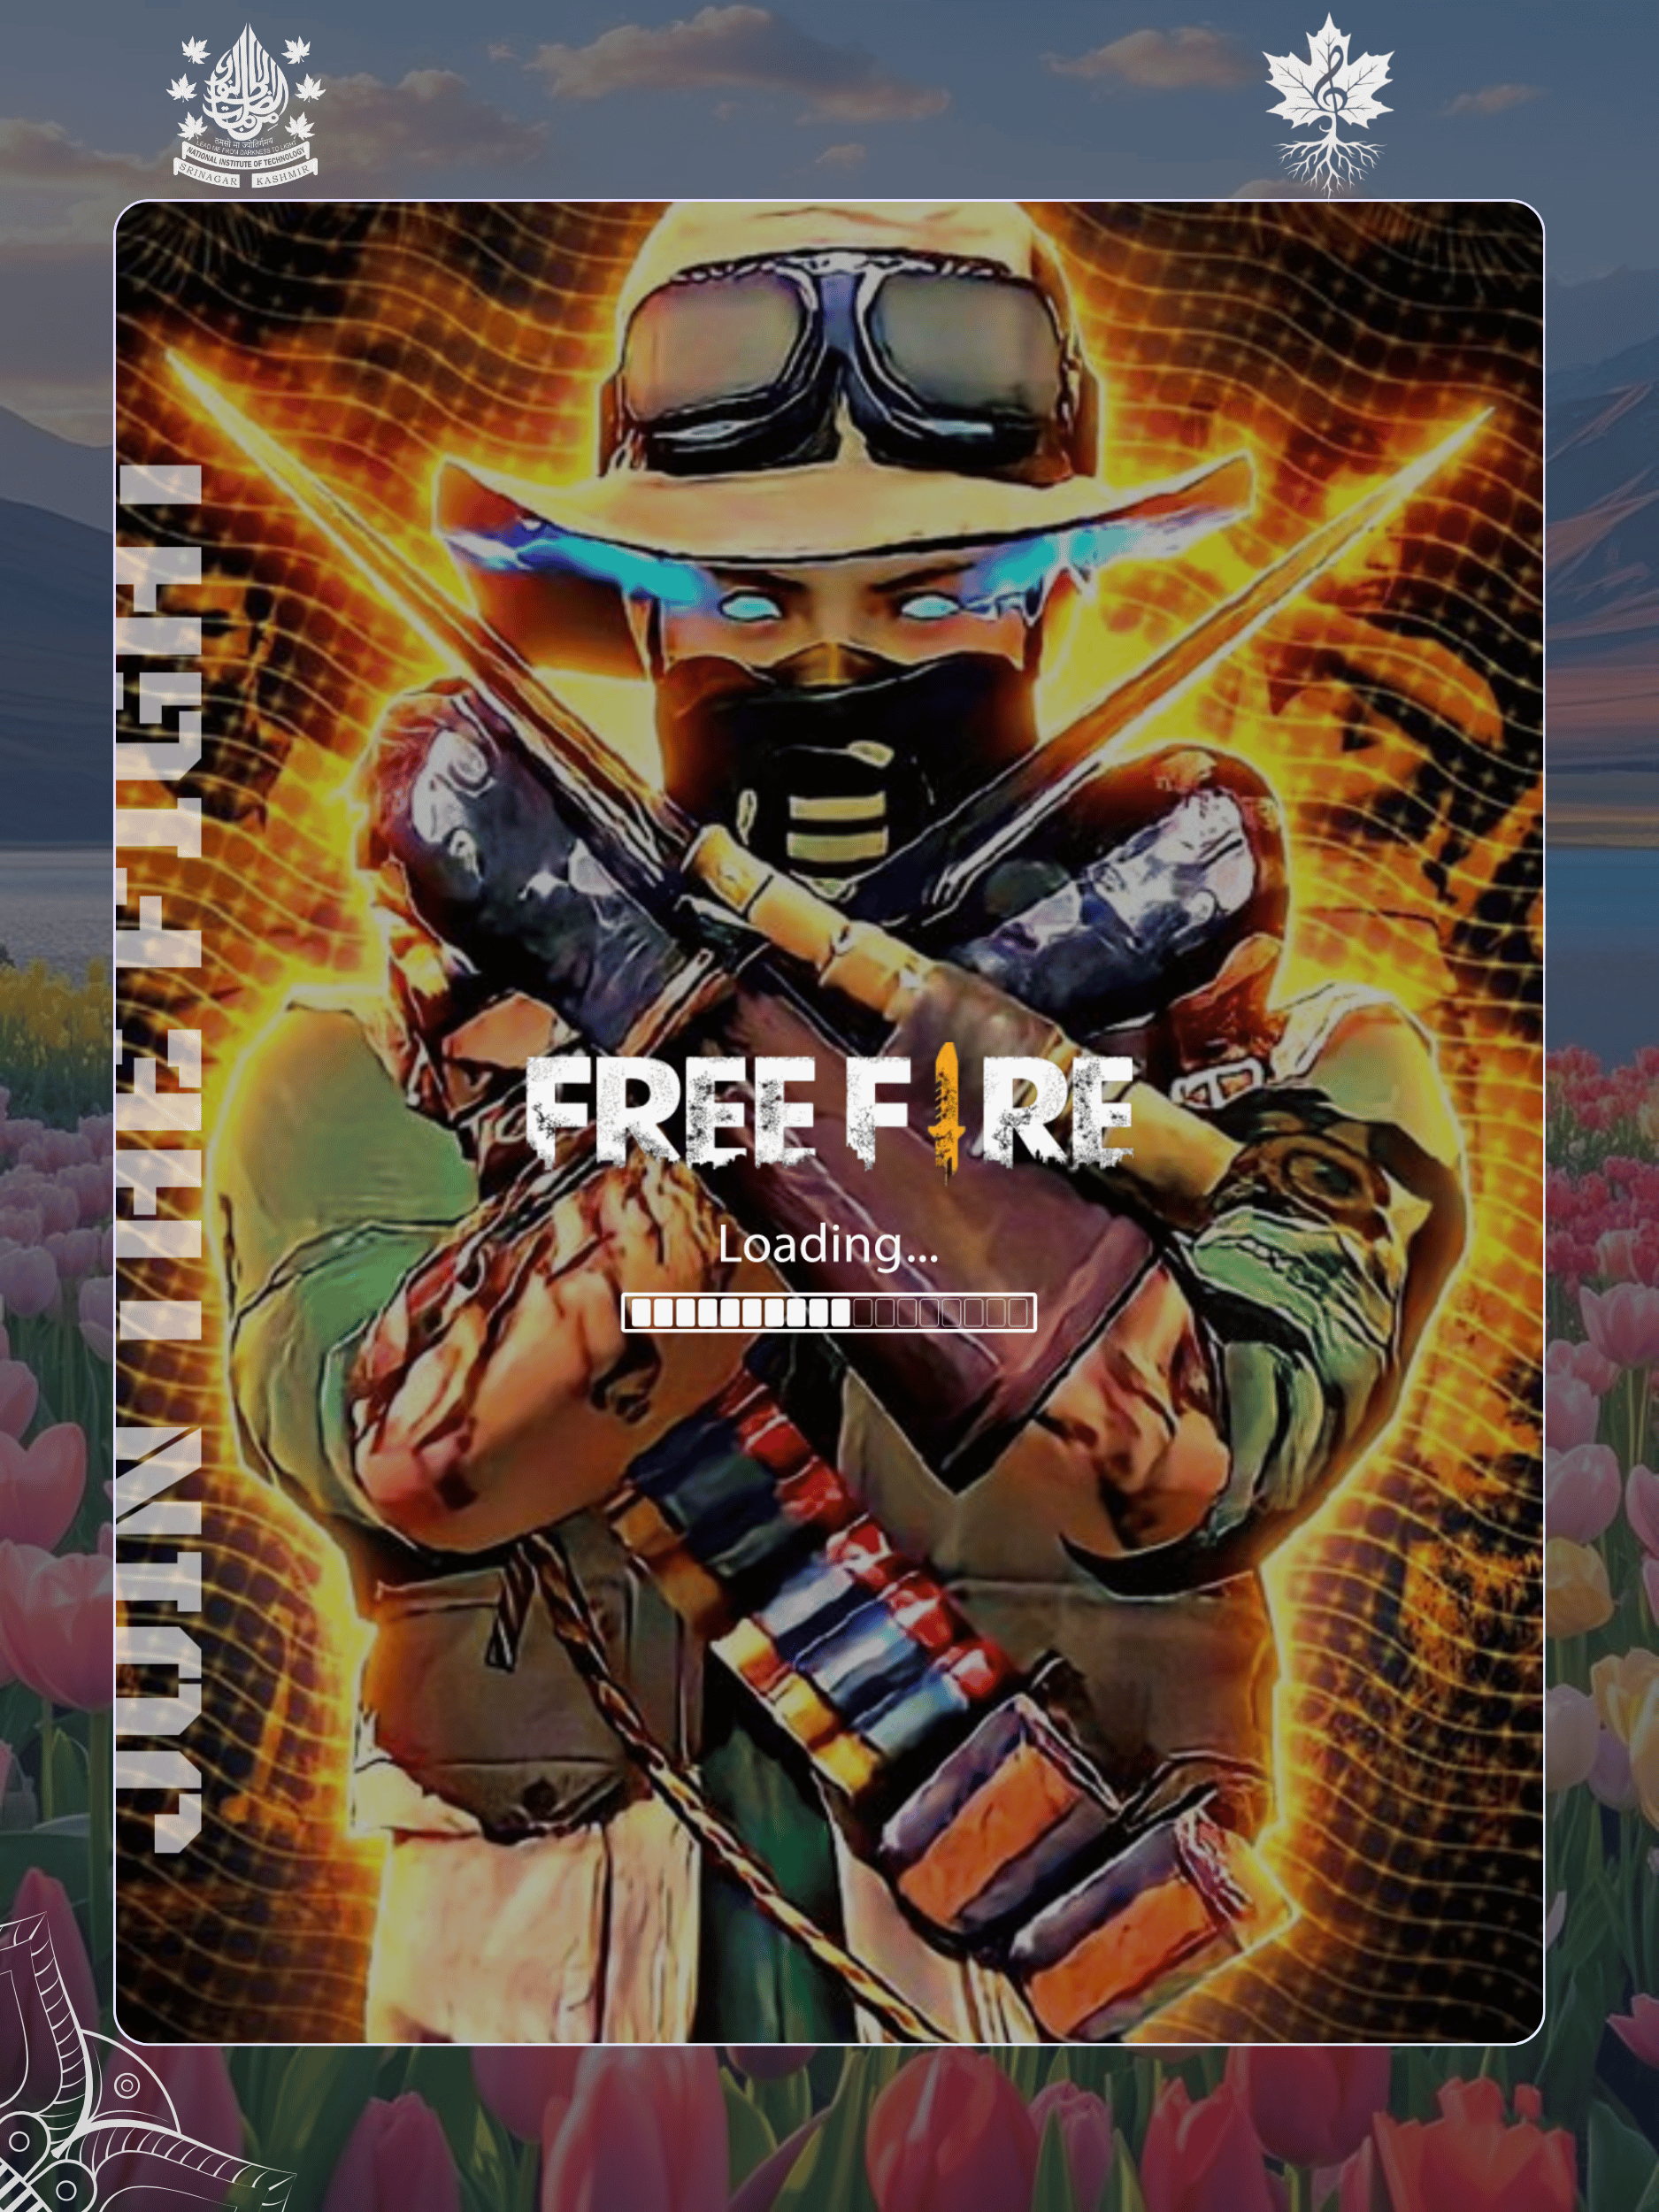 तमसो मा ज्योतिर्गमय
LEAD ME FROM DARKNESS TO LIGHT
NATIONAL INSTITUTE OF TECHNOLOGY
SRINAGAR KASHMIR
JOIN THE FIGHT
FREE FIRE
Loading...